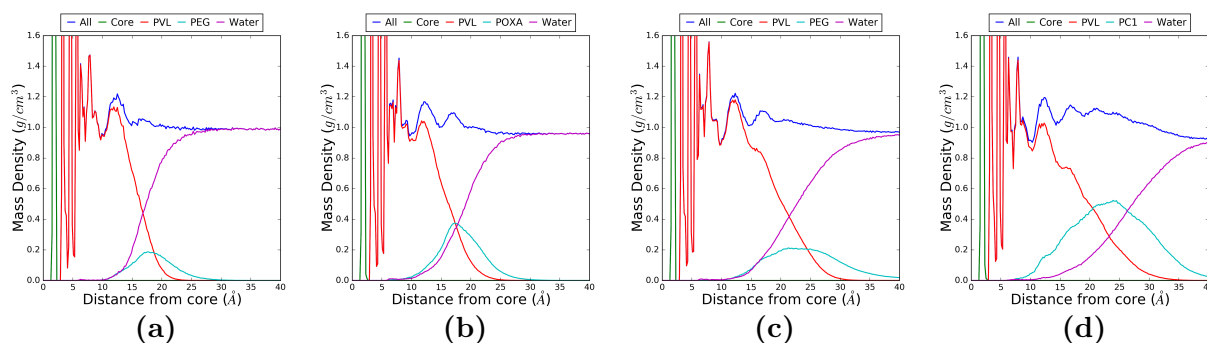 All Core PVL PEG Water
All Core PVL POXA Water
All Core PVL PEG Water
All Core PVL PC1 Water
Mass Density (g/cm³)
1.6
1.4
1.2
1.0
0.8
0.6
0.4
0.2
0.0
0 5 10 15 20 25 30 35 40
Distance from core (Å)
(a)
Mass Density (g/cm³)
1.6
1.4
1.2
1.0
0.8
0.6
0.4
0.2
0.0
0 5 10 15 20 25 30 35 40
Distance from core (Å)
(b)
Mass Density (g/cm³)
1.6
1.4
1.2
1.0
0.8
0.6
0.4
0.2
0.0
0 5 10 15 20 25 30 35 40
Distance from core (Å)
(c)
Mass Density (g/cm³)
1.6
1.4
1.2
1.0
0.8
0.6
0.4
0.2
0.0
0 5 10 15 20 25 30 35 40
Distance from core (Å)
(d)